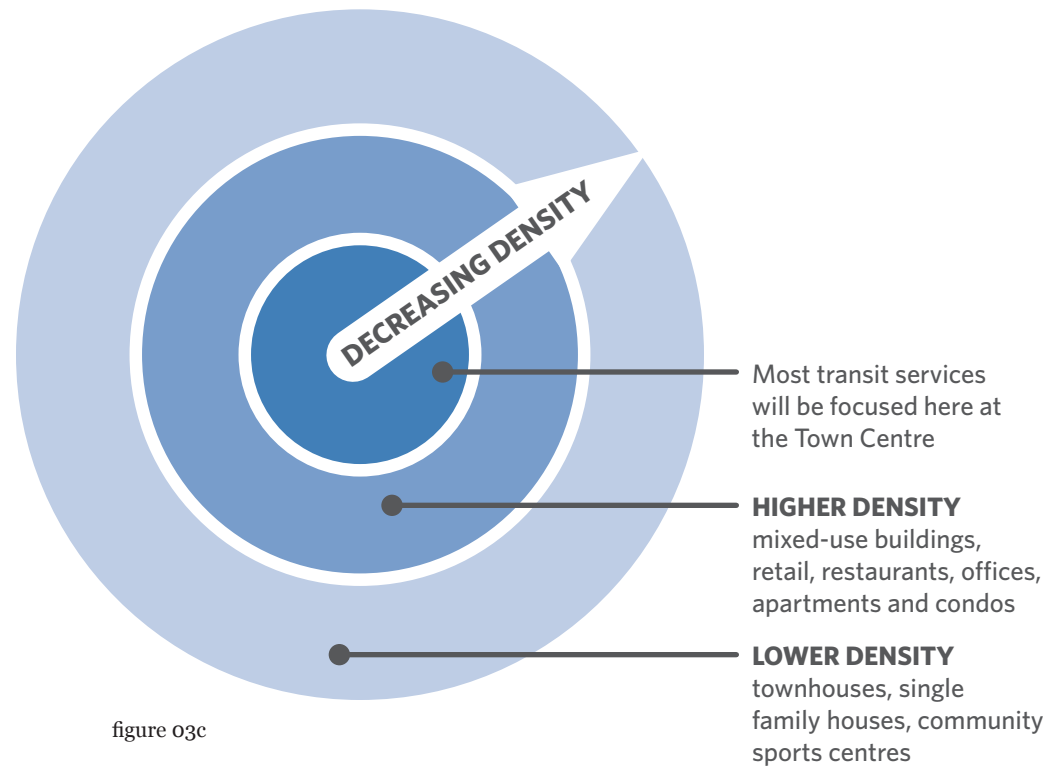 DECREASING DENSITY
Most transit services
will be focused here at
the Town Centre
HIGHER DENSITY
mixed-use buildings,
retail, restaurants, offices,
apartments and condos
LOWER DENSITY
townhouses, single
family houses, community
sports centres
figure 03c